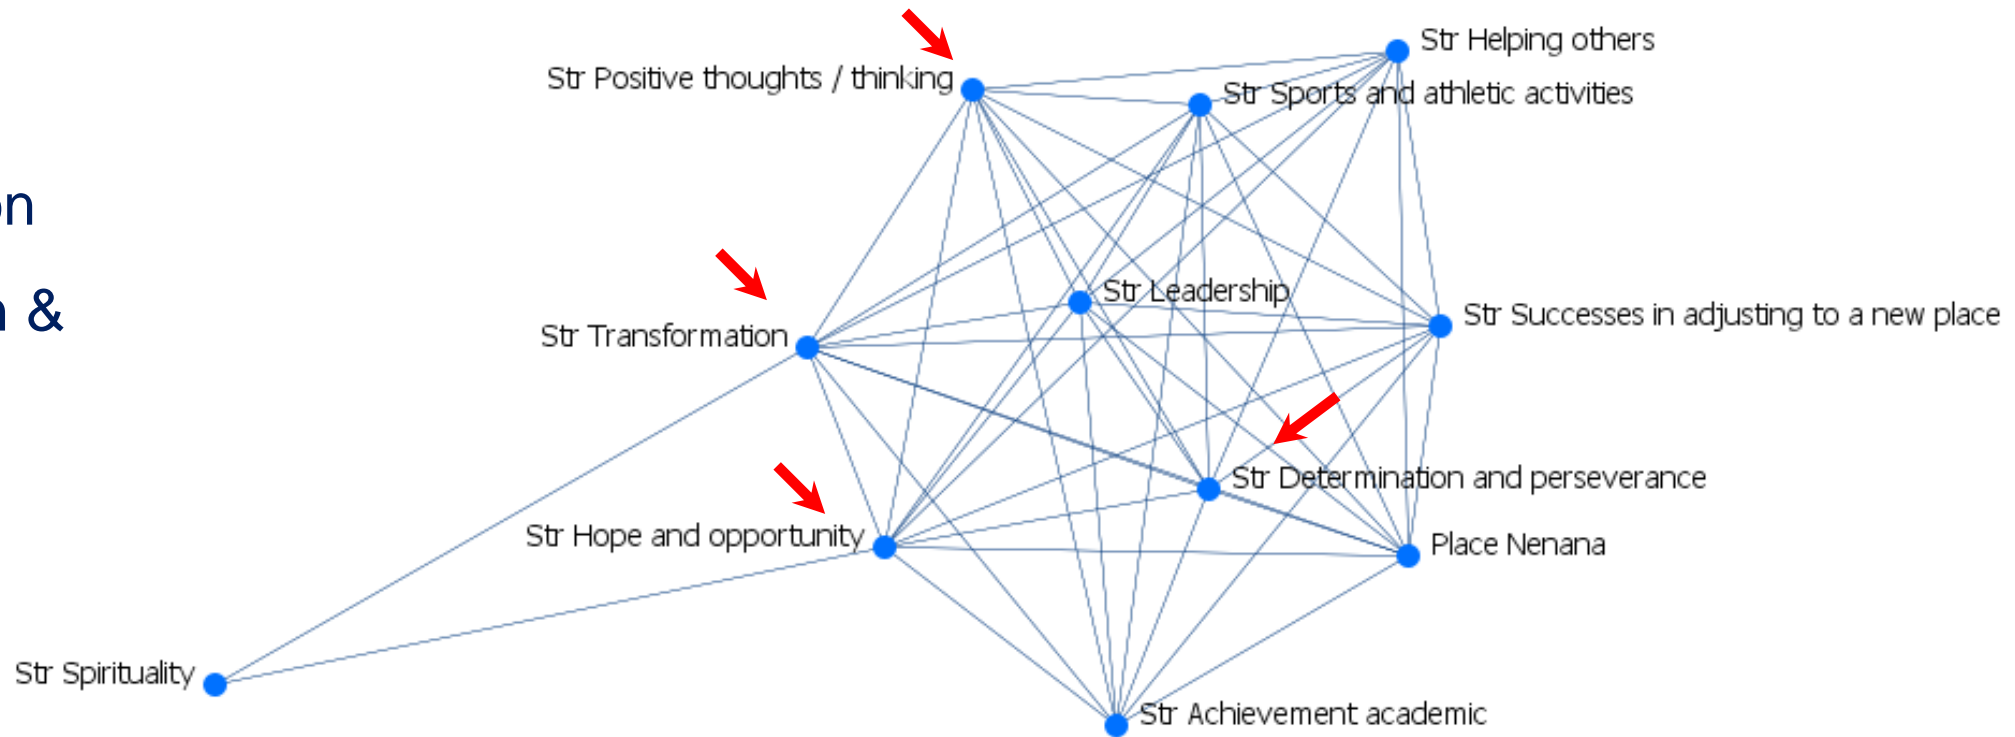 Str Helping others
Str Positive thoughts / thinking
Str Sports and athletic activities
on
&
Str Leadership
Str Successes in adjusting to a new place
Str Transformation
Str Determination and perseverance
Str Hope and opportunity
Place Nenana
Str Spirituality
Str Achievement academic